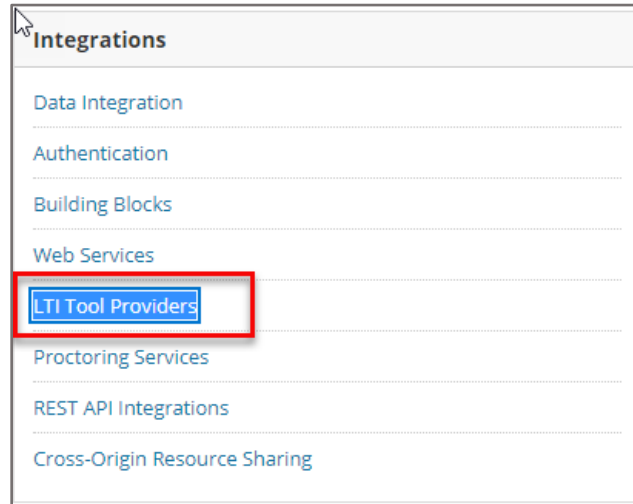 Integrations
Data Integration
Authentication
Building Blocks
Web Services
LTI Tool Providers
Proctoring Services
REST API Integrations
Cross-Origin Resource Sharing